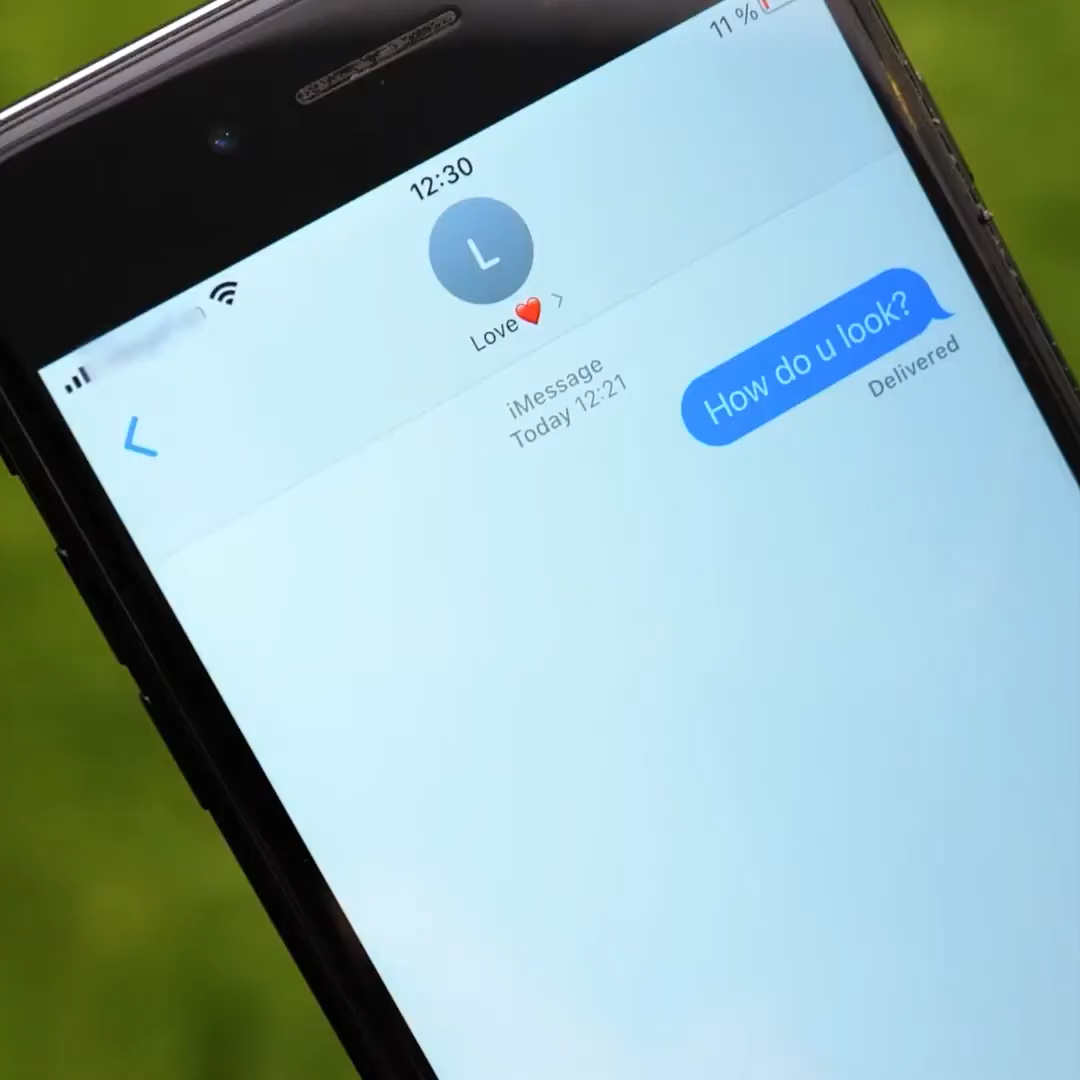 11 %
12:30
L
Love❤️ >
iMessage
Today 12:21
How do u look?
Delivered